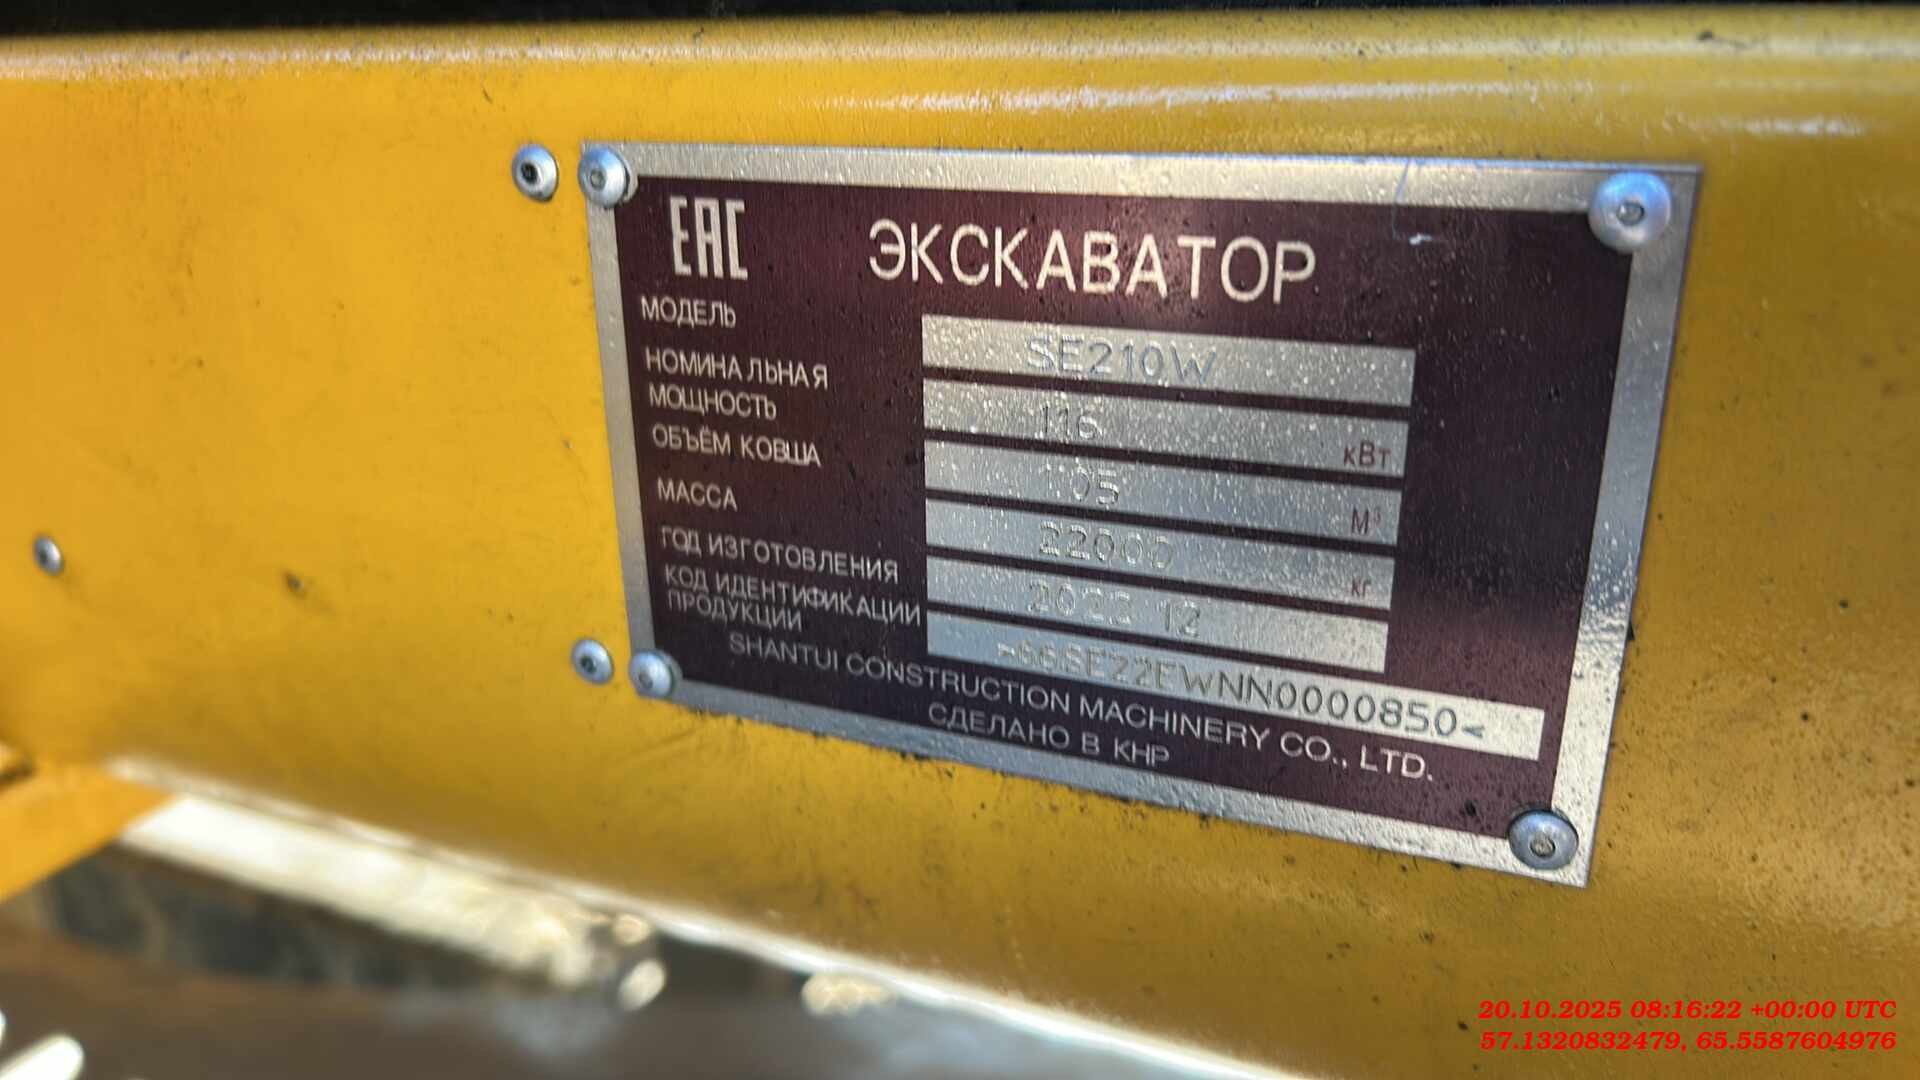 EAC
ЭКСКАВАТОР
МОДЕЛЬ SE210W
НОМИНАЛЬНАЯ МОЩНОСТЬ 116 кВт
ОБЪЁМ КОВША 05 М³
МАССА 22000 кг
ГОД ИЗГОТОВЛЕНИЯ 2022 12
КОД ИДЕНТИФИКАЦИИ
ПРОДУКЦИИ
SHANTUI CONSTRUCTION MACHINERY CO., LTD.
СДЕЛАНО В КНР
20.10.2025 08:16:22 +00:00 UTC
57.1320832479, 65.5587604976